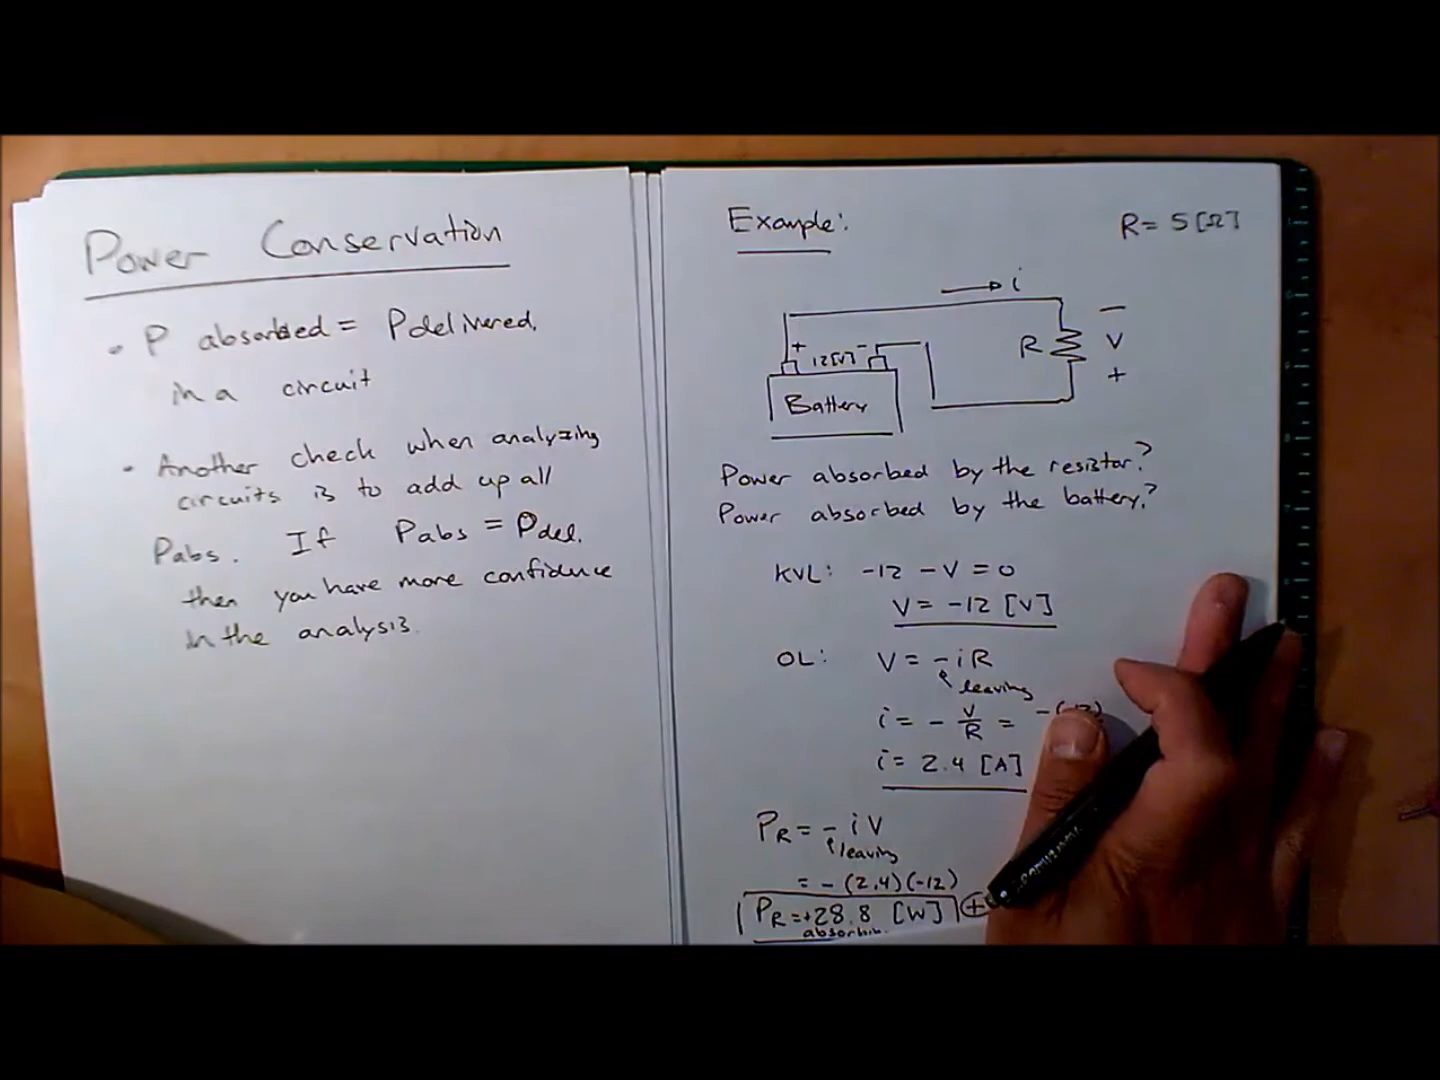 Power Conservation
• P absorbed = P delivered.
in a circuit
• Another check when analyzing
circuits is to add up all
Pabs. If Pabs = Pdel.
then you have more confidence
in the analysis.
Example:
R = 5 [Ω]
i
+ 12[V] -
Battery
R
-
V
+
Power absorbed by the resistor?
Power absorbed by the battery?
KVL: -12 - V = 0
V = -12 [V]
OL: V = -iR
leaving
i = - V/R = -(-12)
i = 2.4 [A]
PR = - i V
leaving
= - (2.4)(-12)
PR = +28.8 [W] +